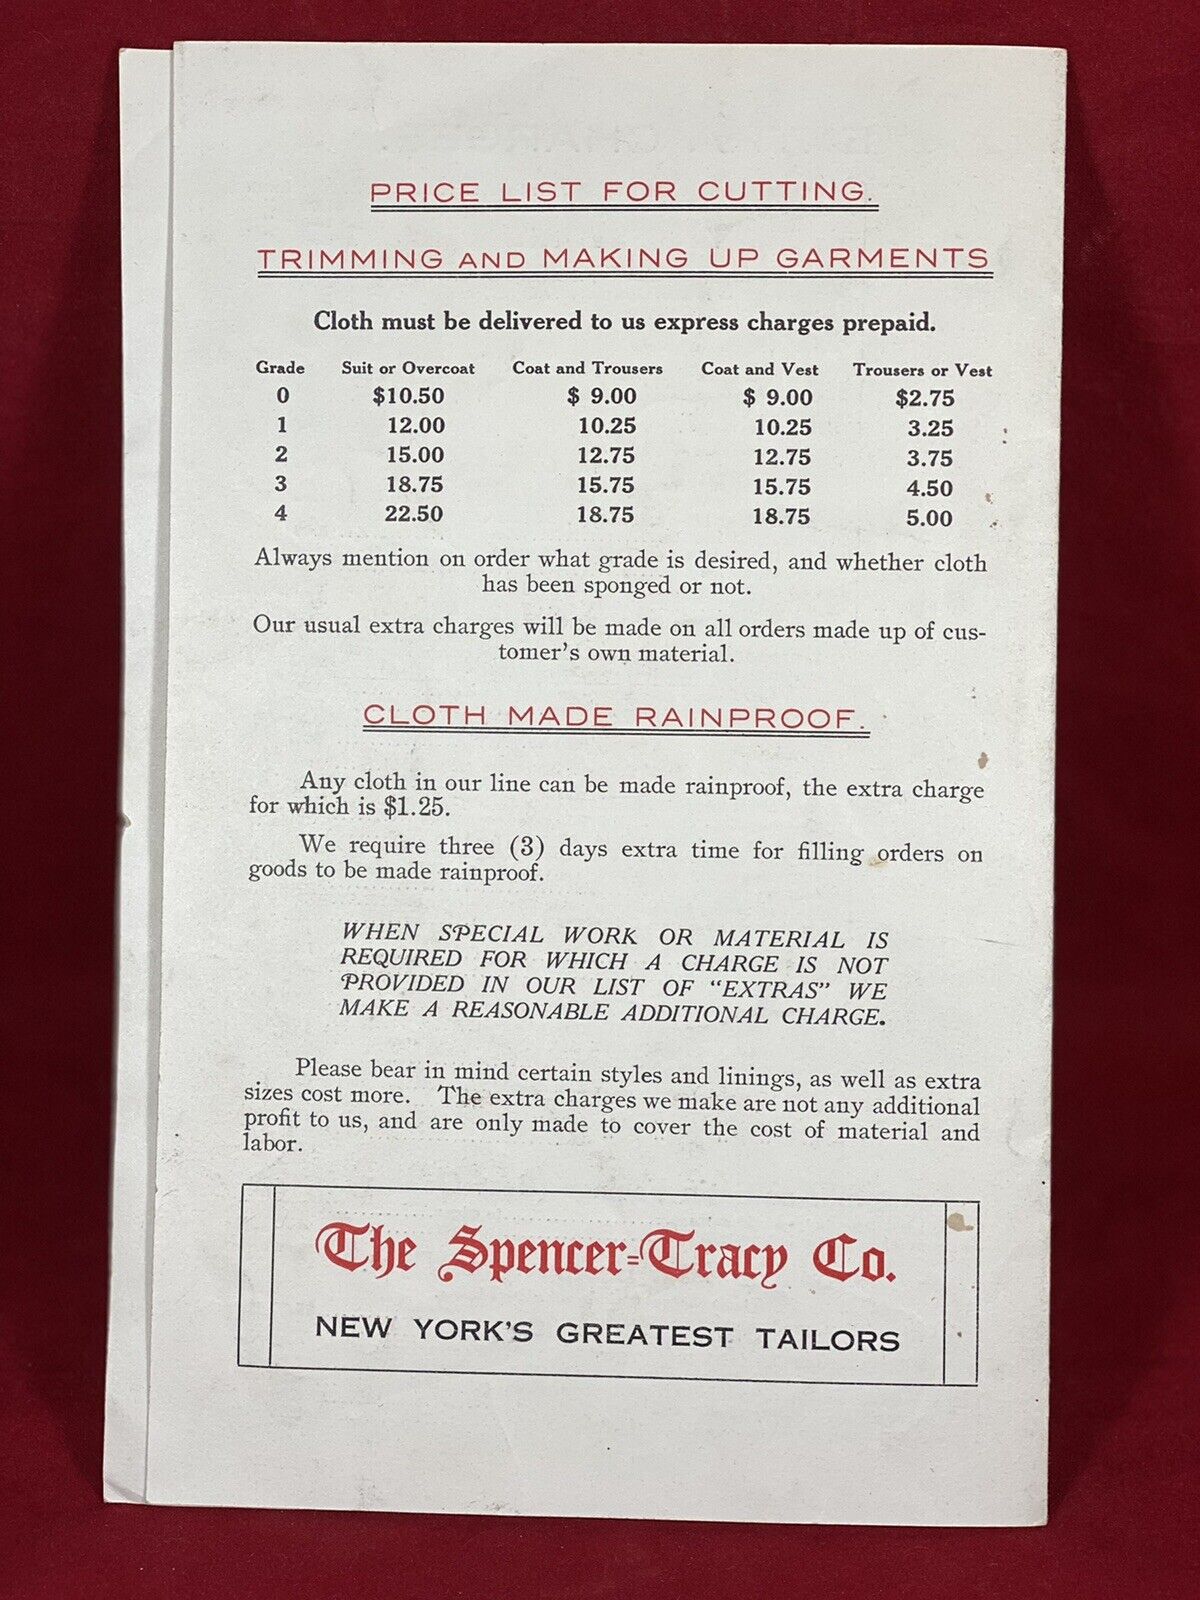 PRICE LIST FOR CUTTING.
TRIMMING AND MAKING UP GARMENTS
Cloth must be delivered to us express charges prepaid.
Grade Suit or Overcoat Coat and Trousers Coat and Vest Trousers or Vest
0 $10.50 $ 9.00 $ 9.00 $2.75
1 12.00 10.25 10.25 3.25
2 15.00 12.75 12.75 3.75
3 18.75 15.75 15.75 4.50
4 22.50 18.75 18.75 5.00
Always mention on order what grade is desired, and whether cloth
has been sponged or not.
Our usual extra charges will be made on all orders made up of cus-
tomer's own material.
CLOTH MADE RAINPROOF.
Any cloth in our line can be made rainproof, the extra charge
for which is $1.25.
We require three (3) days extra time for filling orders on
goods to be made rainproof.
WHEN SPECIAL WORK OR MATERIAL IS
REQUIRED FOR WHICH A CHARGE IS NOT
PROVIDED IN OUR LIST OF "EXTRAS" WE
MAKE A REASONABLE ADDITIONAL CHARGE.
Please bear in mind certain styles and linings, as well as extra
sizes cost more. The extra charges we make are not any additional
profit to us, and are only made to cover the cost of material and
labor.
The Spencer=Tracy Co.
NEW YORK'S GREATEST TAILORS